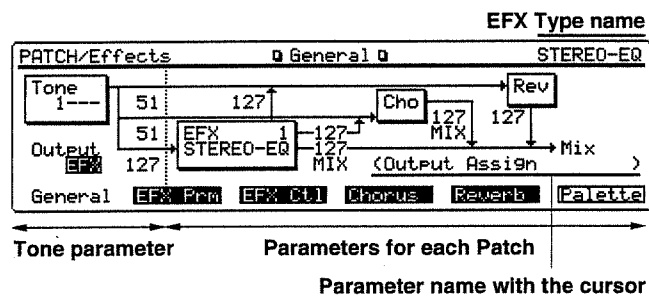 EFX Type name
PATCH/Effects General STEREO-EQ
Tone
1---
51
127
Cho
Rev
127
MIX
127
51
EFX 1
STEREO-EQ
127
127
MIX
Mix
Output
EFX
127
(Output Assign )
General EFX Prm EFX Ctl Chorus Reverb Palette
Tone parameter Parameters for each Patch
Parameter name with the cursor